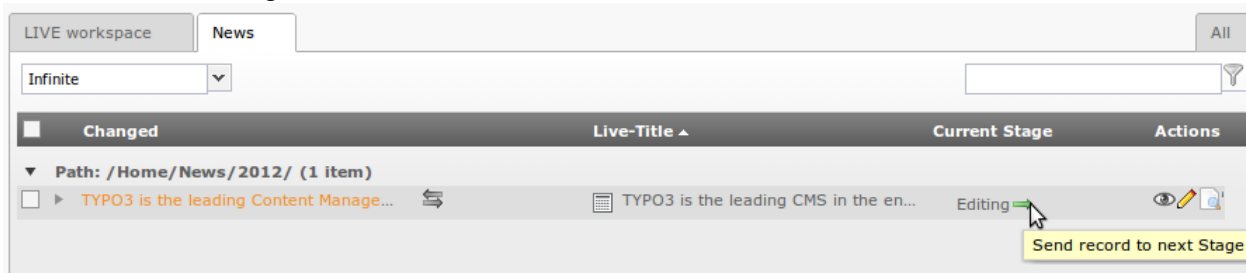 LIVE workspace News All
Infinite
Changed Live-Title Current Stage Actions
Path: /Home/News/2012/ (1 item)
TYPO3 is the leading Content Manage... TYPO3 is the leading CMS in the en... Editing
Send record to next Stage